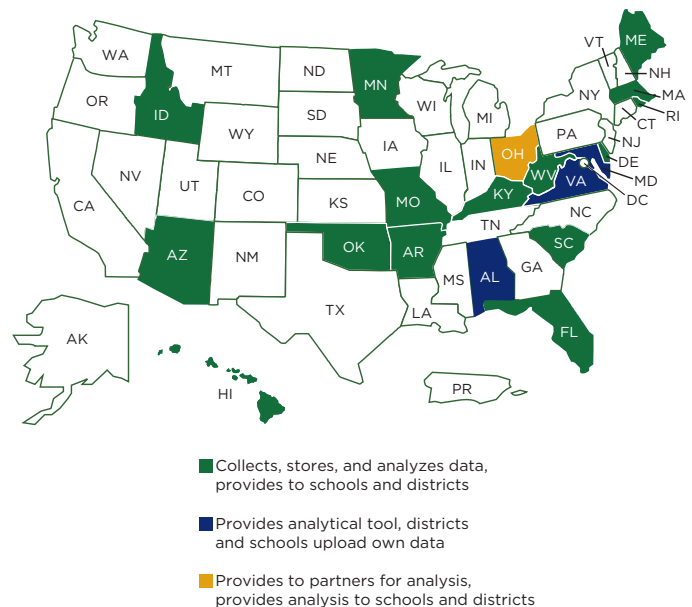 WA
MT
ND
MN
VT
ME
NH
MA
RI
CT
NJ
DE
MD
DC
OR
ID
WY
SD
WI
MI
NY
PA
NV
UT
CO
NE
IA
IL
IN
OH
WV
VA
CA
KS
MO
KY
NC
TN
AZ
NM
OK
AR
SC
MS
AL
GA
TX
LA
FL
AK
HI
PR
Collects, stores, and analyzes data,
provides to schools and districts
Provides analytical tool, districts
and schools upload own data
Provides to partners for analysis,
provides analysis to schools and districts